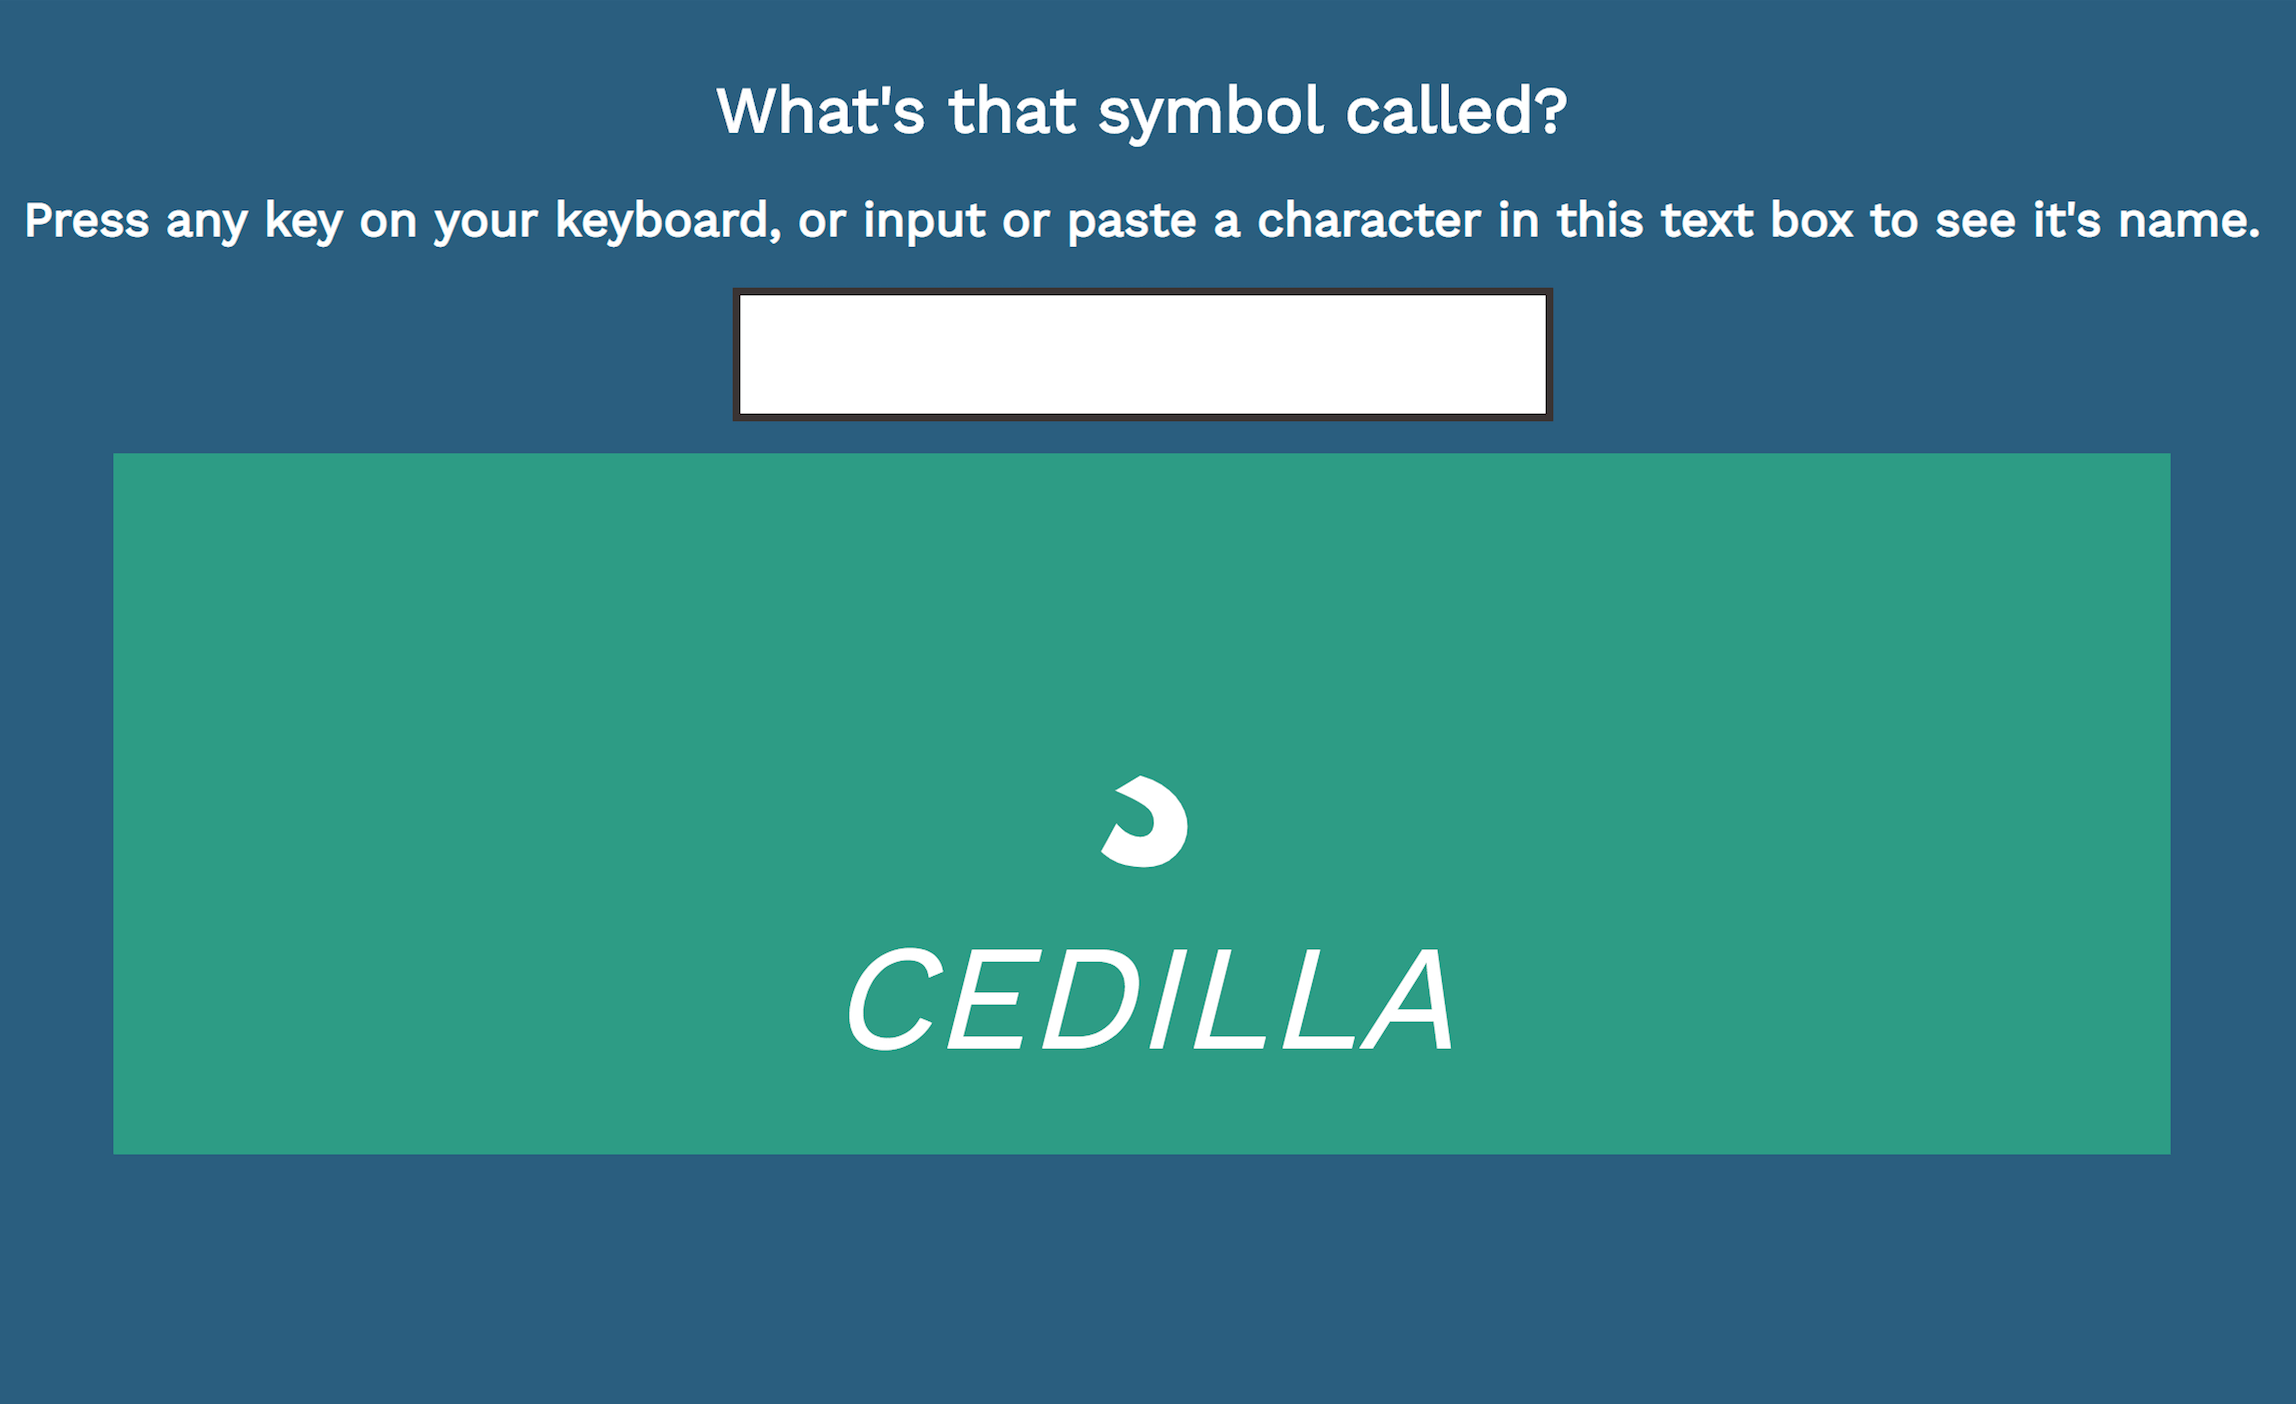 What's that symbol called?
Press any key on your keyboard, or input or paste a character in this text box to see it's name.
¸
CEDILLA